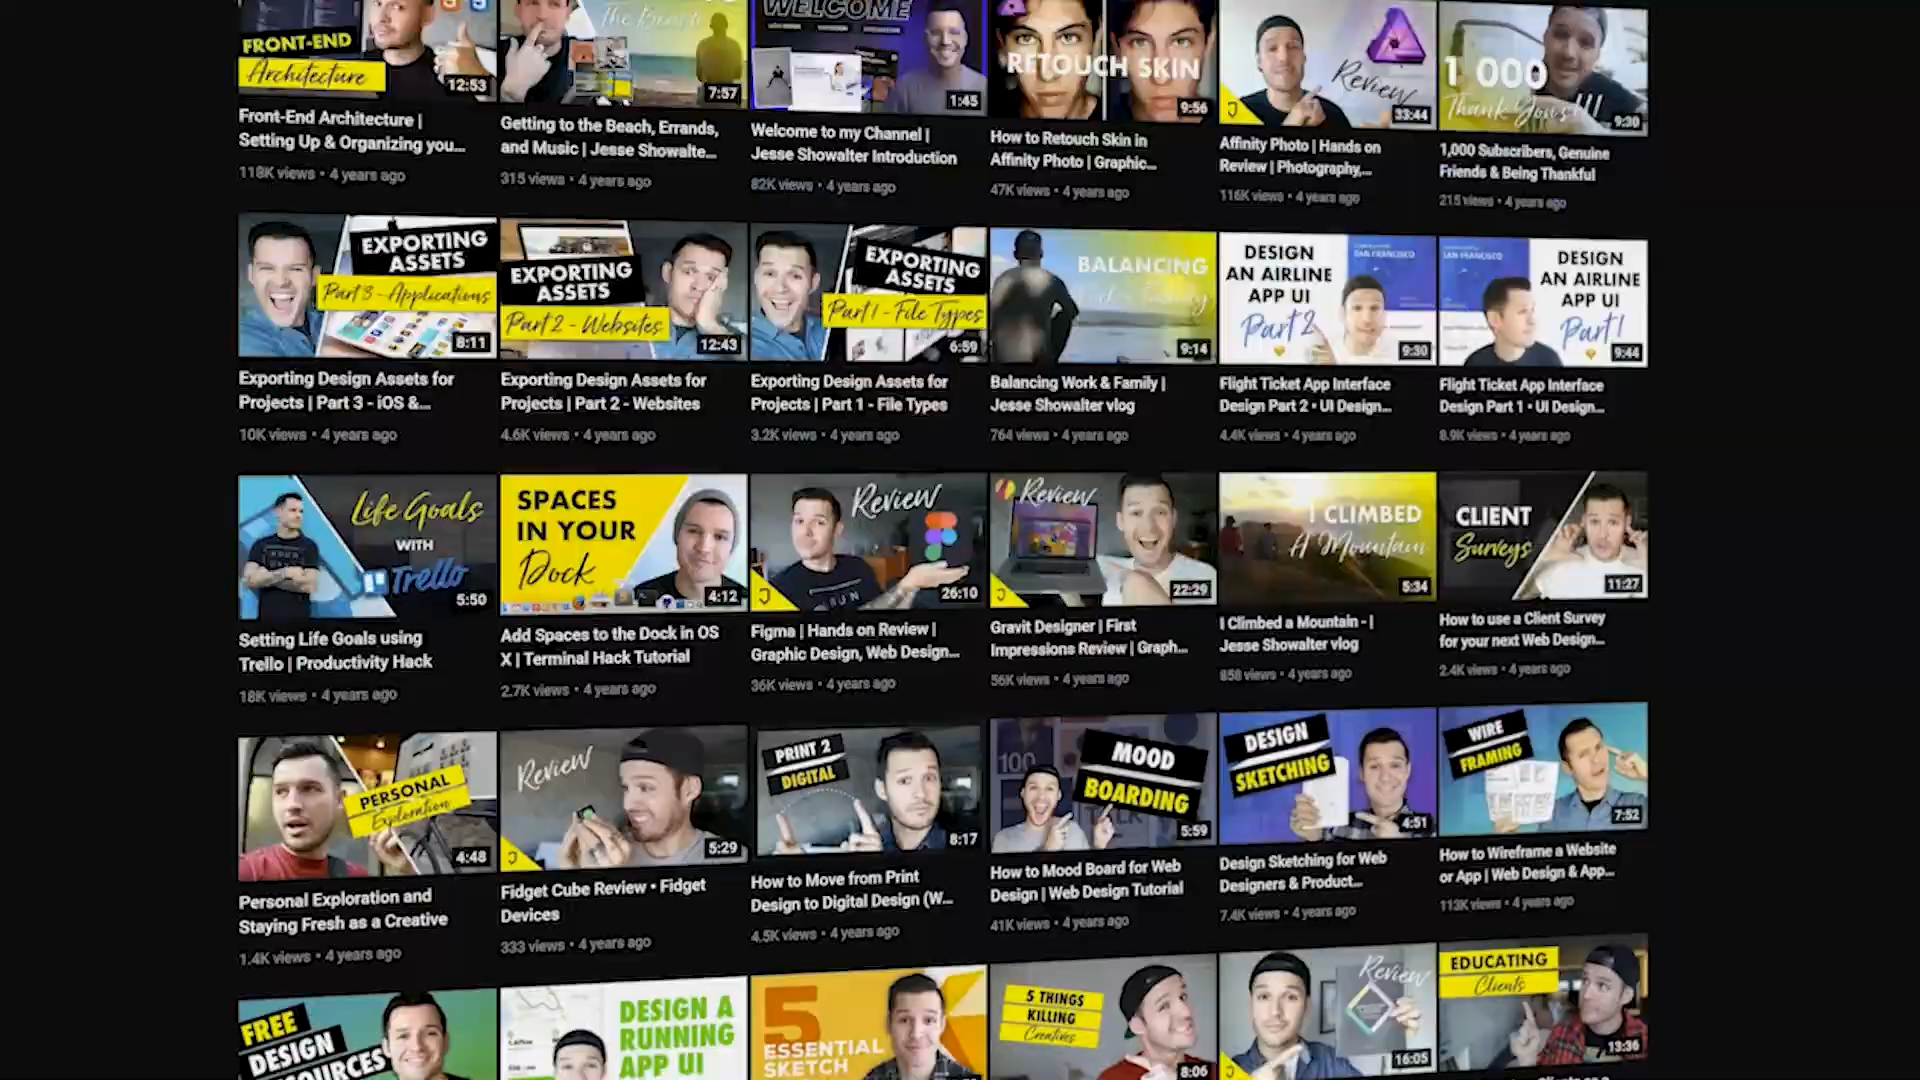 FRONT-END
Architecture
12:53
Front-End Architecture |
Setting Up & Organizing you...
118K views • 4 years ago
The Beach
7:57
Getting to the Beach, Errands,
and Music | Jesse Showalte...
315 views • 4 years ago
WELCOME
1:45
Welcome to my Channel |
Jesse Showalter Introduction
82K views • 4 years ago
RETOUCH SKIN
9:56
How to Retouch Skin in
Affinity Photo | Graphic...
47K views • 4 years ago
Review
33:44
Affinity Photo | Hands on
Review | Photography,...
116K views • 4 years ago
1 000
Thank Yous!!!
9:30
1,000 Subscribers, Genuine
Friends & Being Thankful
215 views • 4 years ago
EXPORTING
ASSETS
Part 3 - Applications
8:11
Exporting Design Assets for
Projects | Part 3 - iOS &...
10K views • 4 years ago
EXPORTING
ASSETS
Part 2 - Websites
12:43
Exporting Design Assets for
Projects | Part 2 - Websites
4.6K views • 4 years ago
EXPORTING
ASSETS
Part 1 - File Types
6:59
Exporting Design Assets for
Projects | Part 1 - File Types
3.2K views • 4 years ago
BALANCING
9:14
Balancing Work & Family |
Jesse Showalter vlog
764 views • 4 years ago
DESIGN
AN AIRLINE
APP UI
Part 2
SAN FRANCISCO
9:30
Flight Ticket App Interface
Design Part 2 • UI Design...
4.4K views • 4 years ago
SAN FRANCISCO
DESIGN
AN AIRLINE
APP UI
Part 1
9:44
Flight Ticket App Interface
Design Part 1 • UI Design...
8.9K views • 4 years ago
Life Goals
WITH
Trello
5:50
Setting Life Goals using
Trello | Productivity Hack
18K views • 4 years ago
SPACES
IN YOUR
Dock
4:12
Add Spaces to the Dock in OS
X | Terminal Hack Tutorial
2.7K views • 4 years ago
Review
26:10
Figma | Hands on Review |
Graphic Design, Web Design...
36K views • 4 years ago
Review
22:29
Gravit Designer | First
Impressions Review | Graph...
56K views • 4 years ago
I CLIMBED
A Mountain
5:34
I Climbed a Mountain - |
Jesse Showalter vlog
858 views • 4 years ago
CLIENT
Surveys
11:27
How to use a Client Survey
for your next Web Design...
2.4K views • 4 years ago
PERSONAL
Exploration
4:48
Personal Exploration and
Staying Fresh as a Creative
1.4K views • 4 years ago
Review
5:29
Fidget Cube Review • Fidget
Devices
333 views • 4 years ago
PRINT 2
DIGITAL
8:17
How to Move from Print
Design to Digital Design (W...
4.5K views • 4 years ago
100
MOOD
BOARDING
5:59
How to Mood Board for Web
Design | Web Design Tutorial
41K views • 4 years ago
DESIGN
SKETCHING
4:51
Design Sketching for Web
Designers & Product...
7.4K views • 4 years ago
WIRE
FRAMING
7:52
How to Wireframe a Website
or App | Web Design & App...
113K views • 4 years ago
FREE
DESIGN
DESIGN A
RUNNING
APP UI
5
ESSENTIAL
SKETCH
5 THINGS
KILLING
Creatives
8:06
Review
16:05
EDUCATING
Clients
13:36